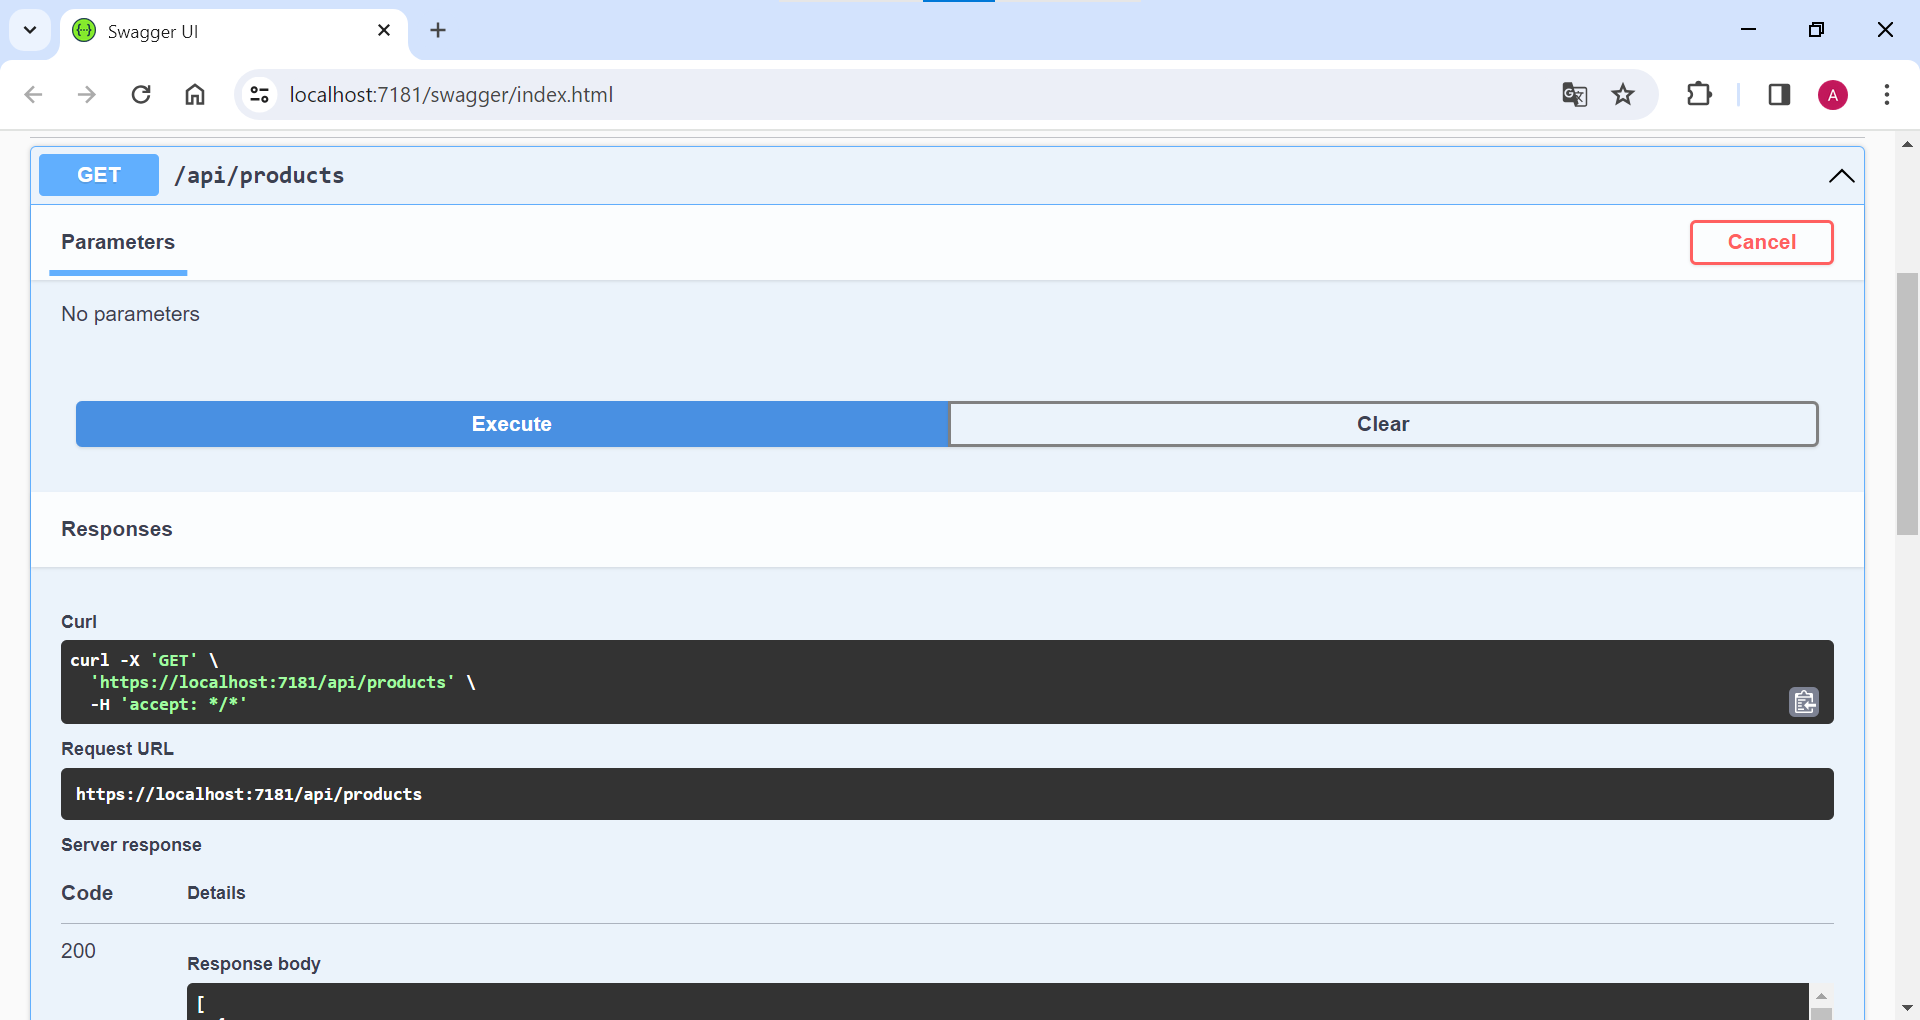 Swagger UI
localhost:7181/swagger/index.html
A
GET /api/products
Parameters
Cancel
No parameters
Execute
Clear
Responses
Curl
curl -X 'GET' \
'https://localhost:7181/api/products' \
-H 'accept: */*'
Request URL
https://localhost:7181/api/products
Server response
Code Details
200
Response body
[